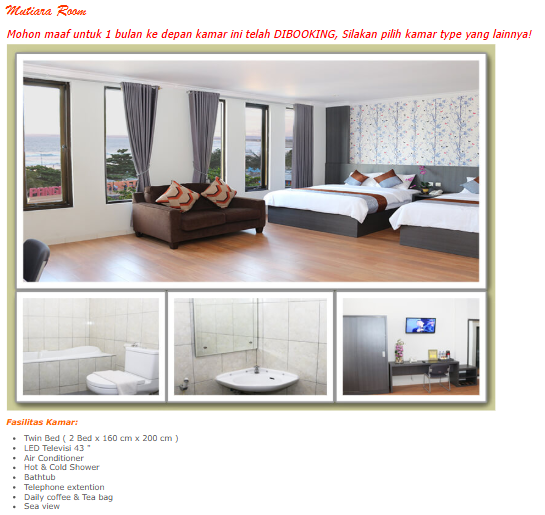 Mutiara Room
Mohon maaf untuk 1 bulan ke depan kamar ini telah DIBOOKING, Silakan pilih kamar type yang lainnya!
Fasilitas Kamar:
Twin Bed ( 2 Bed x 160 cm x 200 cm )
LED Televisi 43 "
Air Conditioner
Hot & Cold Shower
Bathtub
Telephone extention
Daily coffee & Tea bag
Sea view